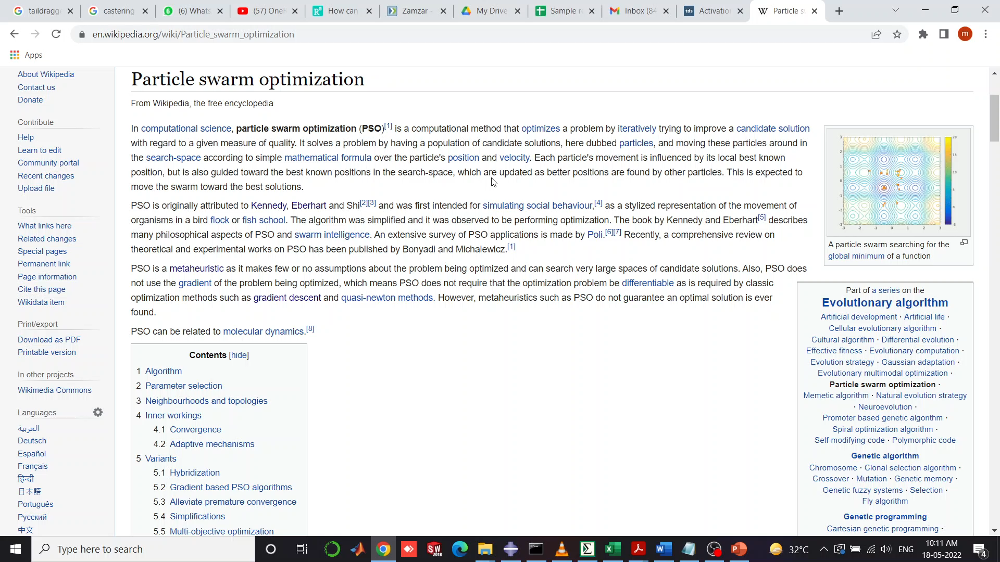 taildragge
castering
(6) Whats
(57) OneR
How can
Zamzar -
My Drive
Sample re
Inbox (84
Activation
Particle s
en.wikipedia.org/wiki/Particle_swarm_optimization
m
Apps
About Wikipedia
Contact us
Donate
Contribute
Help
Learn to edit
Community portal
Recent changes
Upload file
Tools
What links here
Related changes
Special pages
Permanent link
Page information
Cite this page
Wikidata item
Print/export
Download as PDF
Printable version
In other projects
Wikimedia Commons
Languages
العربية
Deutsch
Español
Français
हिन्दी
日本語
Português
Русский
中文
Particle swarm optimization
From Wikipedia, the free encyclopedia
In computational science, particle swarm optimization (PSO)[1] is a computational method that optimizes a problem by iteratively trying to improve a candidate solution
with regard to a given measure of quality. It solves a problem by having a population of candidate solutions, here dubbed particles, and moving these particles around in
the search-space according to simple mathematical formula over the particle's position and velocity. Each particle's movement is influenced by its local best known
position, but is also guided toward the best known positions in the search-space, which are updated as better positions are found by other particles. This is expected to
move the swarm toward the best solutions.
PSO is originally attributed to Kennedy, Eberhart and Shi[2][3] and was first intended for simulating social behaviour,[4] as a stylized representation of the movement of
organisms in a bird flock or fish school. The algorithm was simplified and it was observed to be performing optimization. The book by Kennedy and Eberhart[5] describes
many philosophical aspects of PSO and swarm intelligence. An extensive survey of PSO applications is made by Poli.[6][7] Recently, a comprehensive review on
theoretical and experimental works on PSO has been published by Bonyadi and Michalewicz.[1]
PSO is a metaheuristic as it makes few or no assumptions about the problem being optimized and can search very large spaces of candidate solutions. Also, PSO does
not use the gradient of the problem being optimized, which means PSO does not require that the optimization problem be differentiable as is required by classic
optimization methods such as gradient descent and quasi-newton methods. However, metaheuristics such as PSO do not guarantee an optimal solution is ever
found.
PSO can be related to molecular dynamics.[8]
Contents [hide]
1 Algorithm
2 Parameter selection
3 Neighbourhoods and topologies
4 Inner workings
4.1 Convergence
4.2 Adaptive mechanisms
5 Variants
5.1 Hybridization
5.2 Gradient based PSO algorithms
5.3 Alleviate premature convergence
5.4 Simplifications
5.5 Multi-objective optimization
3
2
1
0
-1
-2
-3
-3 -2 -1 0 1 2 3
20
15
10
5
0
-5
A particle swarm searching for the
global minimum of a function
Part of a series on the
Evolutionary algorithm
Artificial development · Artificial life ·
Cellular evolutionary algorithm ·
Cultural algorithm · Differential evolution ·
Effective fitness · Evolutionary computation ·
Evolution strategy · Gaussian adaptation ·
Evolutionary multimodal optimization ·
Particle swarm optimization ·
Memetic algorithm · Natural evolution strategy
· Neuroevolution ·
Promoter based genetic algorithm ·
Spiral optimization algorithm ·
Self-modifying code · Polymorphic code
Genetic algorithm
Chromosome · Clonal selection algorithm ·
Crossover · Mutation · Genetic memory ·
Genetic fuzzy systems · Selection ·
Fly algorithm
Genetic programming
Cartesian genetic programming ·
Type here to search
32°C
ENG
10:11 AM
18-05-2022
4